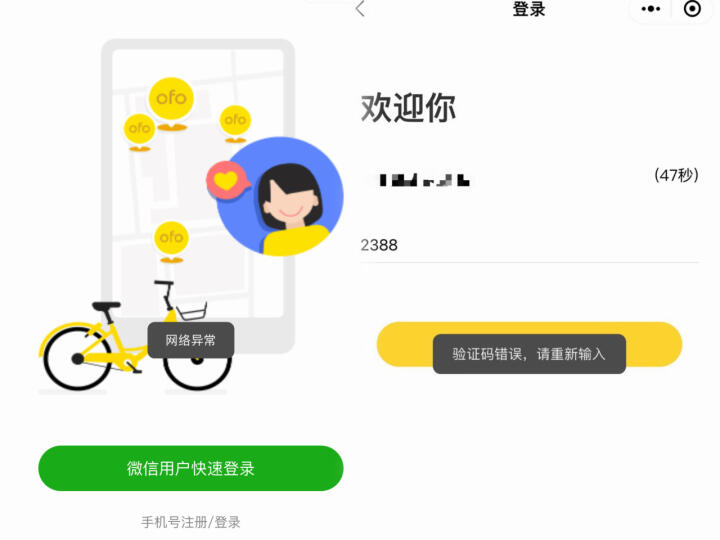 ofo
ofo
ofo
ofo
网络异常
微信用户快速登录
手机号注册/登录
登录
欢迎你
(47秒)
2388
验证码错误，请重新输入